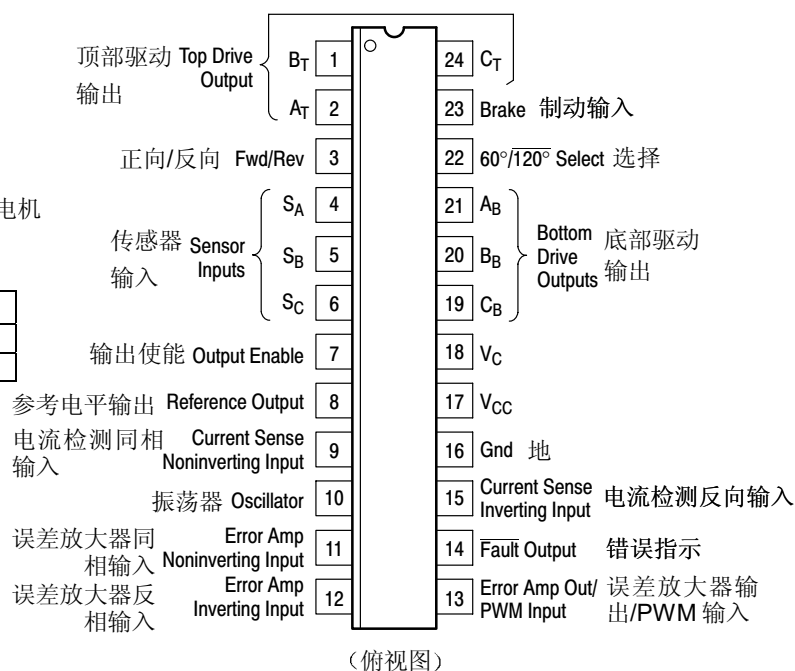 顶部驱动 Top Drive
输出 Output
B_T 1
A_T 2
正向/反向 Fwd/Rev 3
电机
传感器 Sensor
输入 Inputs
S_A 4
S_B 5
S_C 6
输出使能 Output Enable 7
参考电平输出 Reference Output 8
电流检测同相 Current Sense
输入 Noninverting Input 9
振荡器 Oscillator 10
误差放大器同 Error Amp
相输入 Noninverting Input 11
误差放大器反 Error Amp
相输入 Inverting Input 12
24 C_T
23 Brake 制动输入
22 60°/120° Select 选择
21 A_B
20 B_B
19 C_B
Bottom
Drive
Outputs
底部驱动
输出
18 V_C
17 V_CC
16 Gnd 地
15 Current Sense
Inverting Input 电流检测反向输入
14 Fault Output 错误指示
13 Error Amp Out/ 误差放大器输
PWM Input 出/PWM 输入
（俯视图）